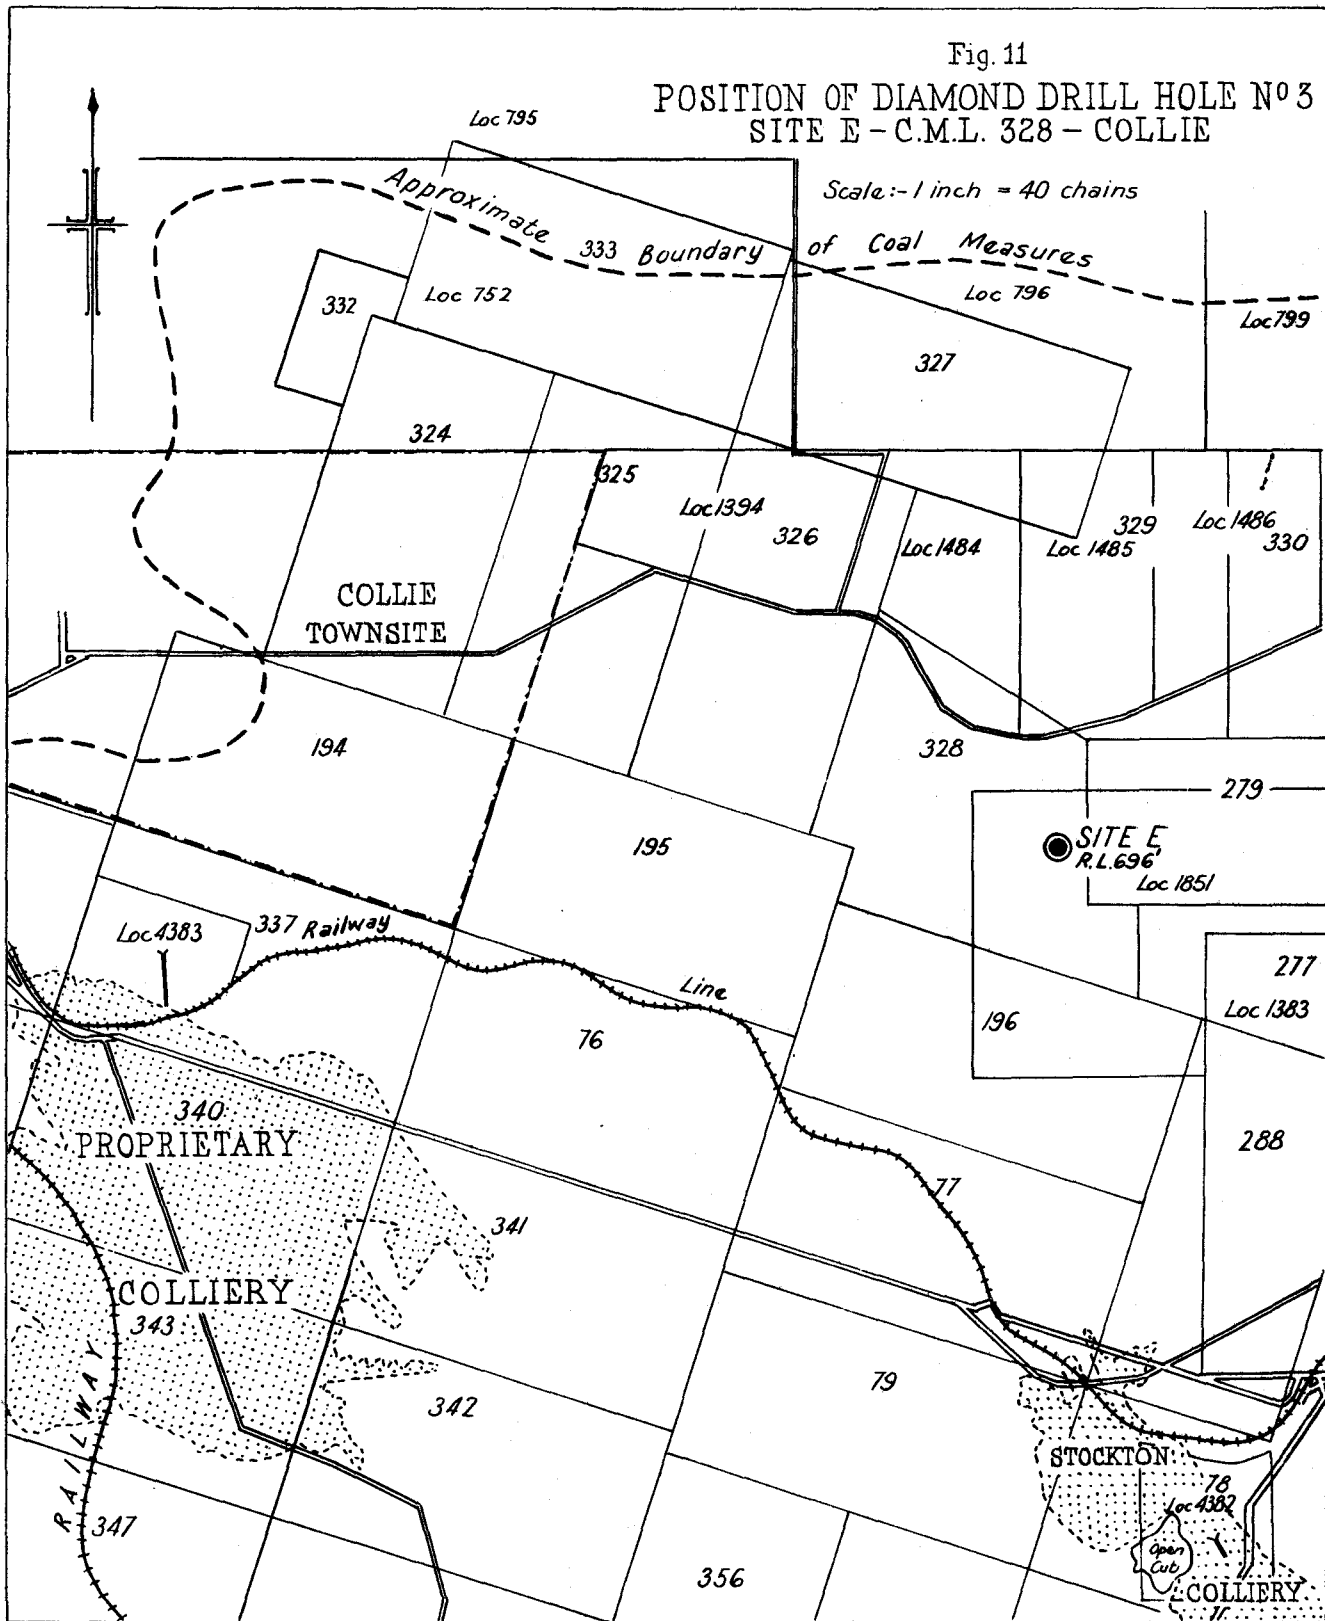 Fig. 11
POSITION OF DIAMOND DRILL HOLE Nº 3
SITE E - C.M.L. 328 - COLLIE
Scale:- 1 inch = 40 chains
Loc 795
Approximate 333 Boundary of Coal Measures
332
Loc 752
Loc 796
Loc 799
327
324
325
Loc 1394
326
Loc 1484
Loc 1485
329
Loc 1486
330
COLLIE
TOWNSITE
194
328
279
195
SITE E
R.L. 696'
Loc 1851
Loc 4383
337
Railway Line
277
Loc 1383
196
76
340
PROPRIETARY
288
77
341
COLLIERY
343
RAILWAY
79
342
STOCKTON
78
Loc 4382
Open
Cut
347
356
COLLIERY